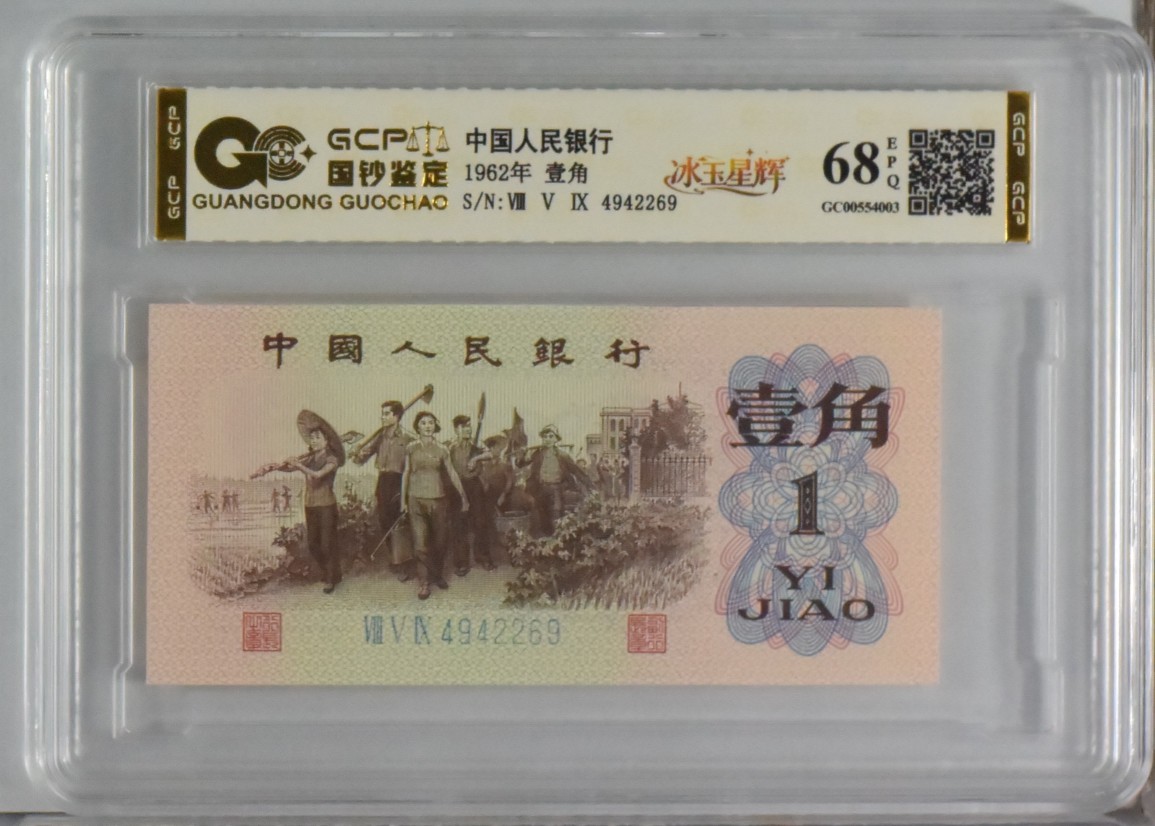 GCP GCP
GCP
国钞鉴定
GUANGDONG GUOCHAO
中国人民银行
1962年 壹角
S/N:Ⅷ Ⅴ Ⅸ 4942269
冰玉星辉
68 EPQ
GC00554003
GCP GCP
中國人民銀行
壹角
1
YI
JIAO
Ⅷ Ⅴ Ⅸ 4942269